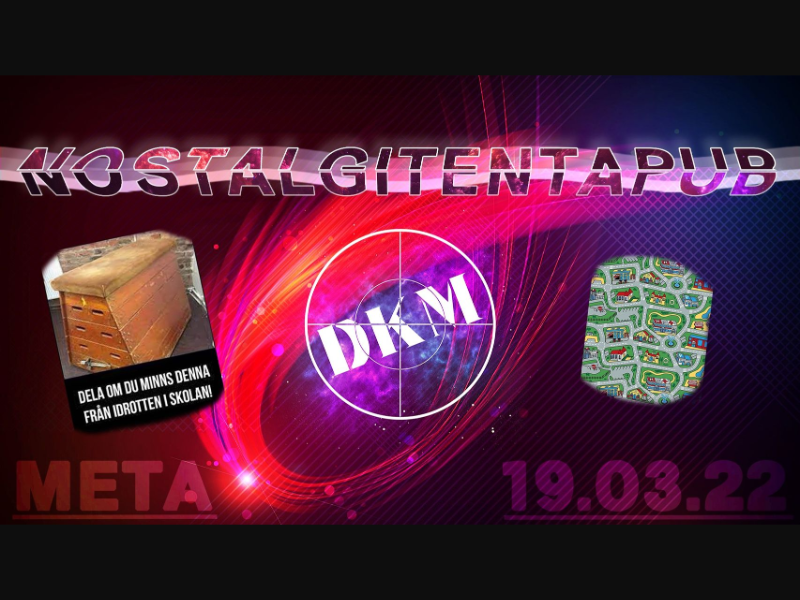 NOSTALGITENTAPUB
DKM
DELA OM DU MINNS DENNA
FRÅN IDROTTEN I SKOLAN!
META
19.03.22